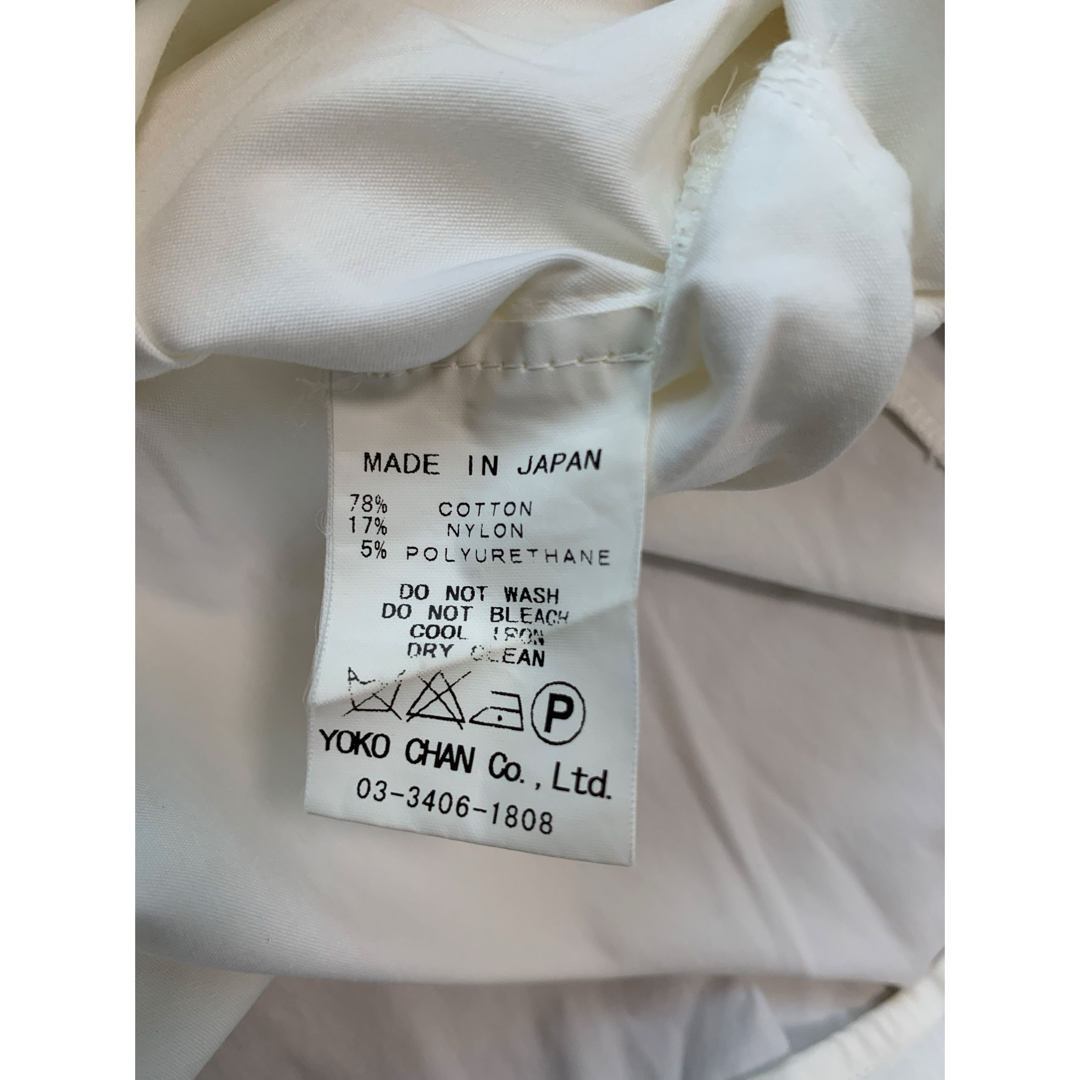 MADE IN JAPAN
78% COTTON
17% NYLON
5% POLYURETHANE
DO NOT WASH
DO NOT BLEACH
COOL IRON
DRY CLEAN
P
YOKO CHAN Co., Ltd.
03-3406-1808